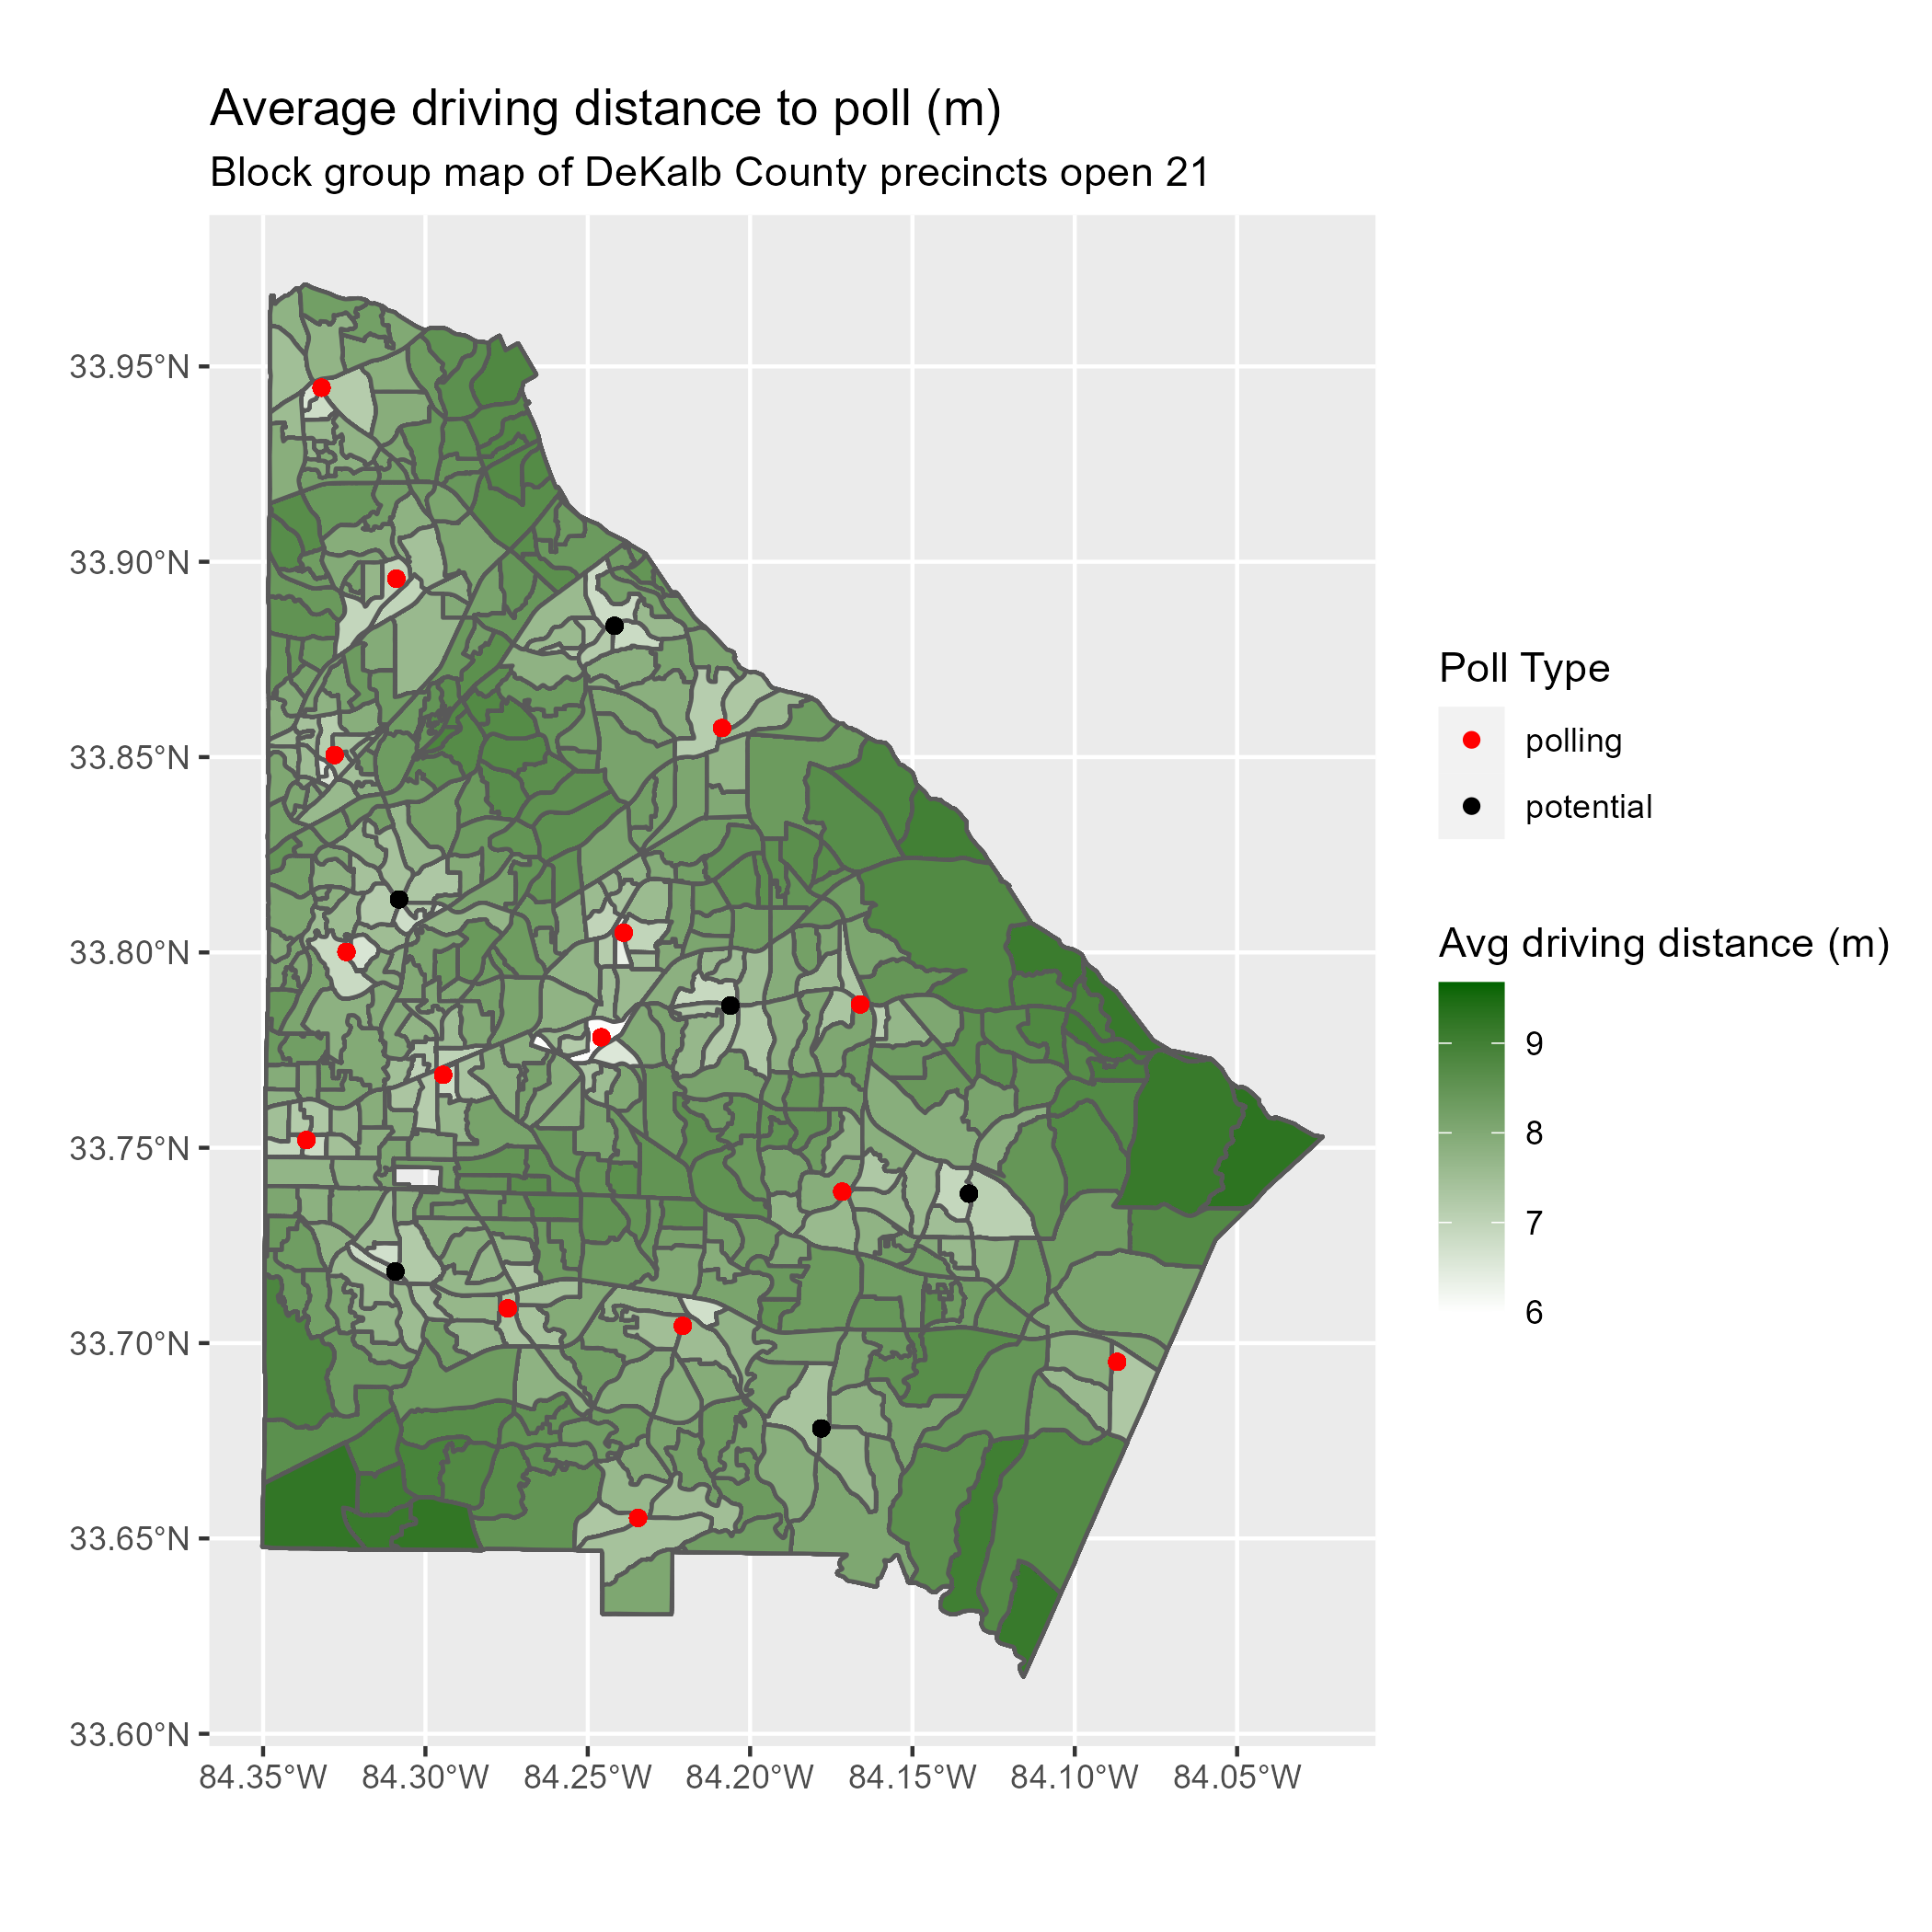 Average driving distance to poll (m)
Block group map of DeKalb County precincts open 21
33.95°N
33.90°N
33.85°N
33.80°N
33.75°N
33.70°N
33.65°N
33.60°N
84.35°W
84.30°W
84.25°W
84.20°W
84.15°W
84.10°W
84.05°W
Poll Type
polling
potential
Avg driving distance (m)
9
8
7
6